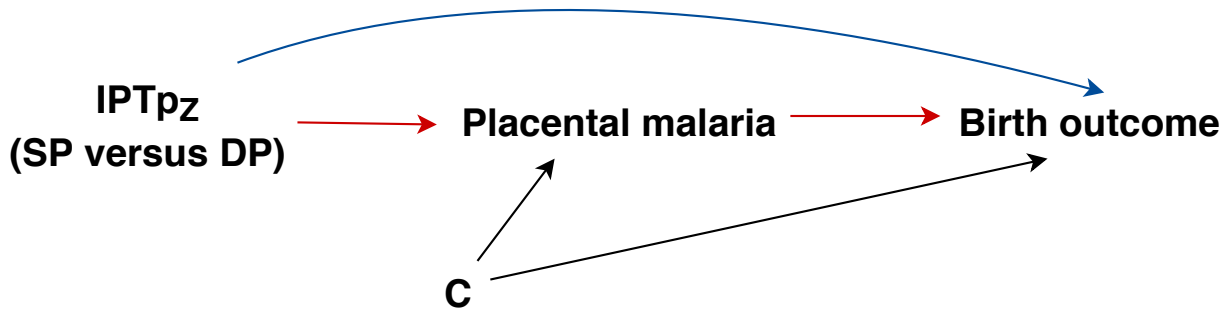 IPTpZ
(SP versus DP)
Placental malaria
Birth outcome
C